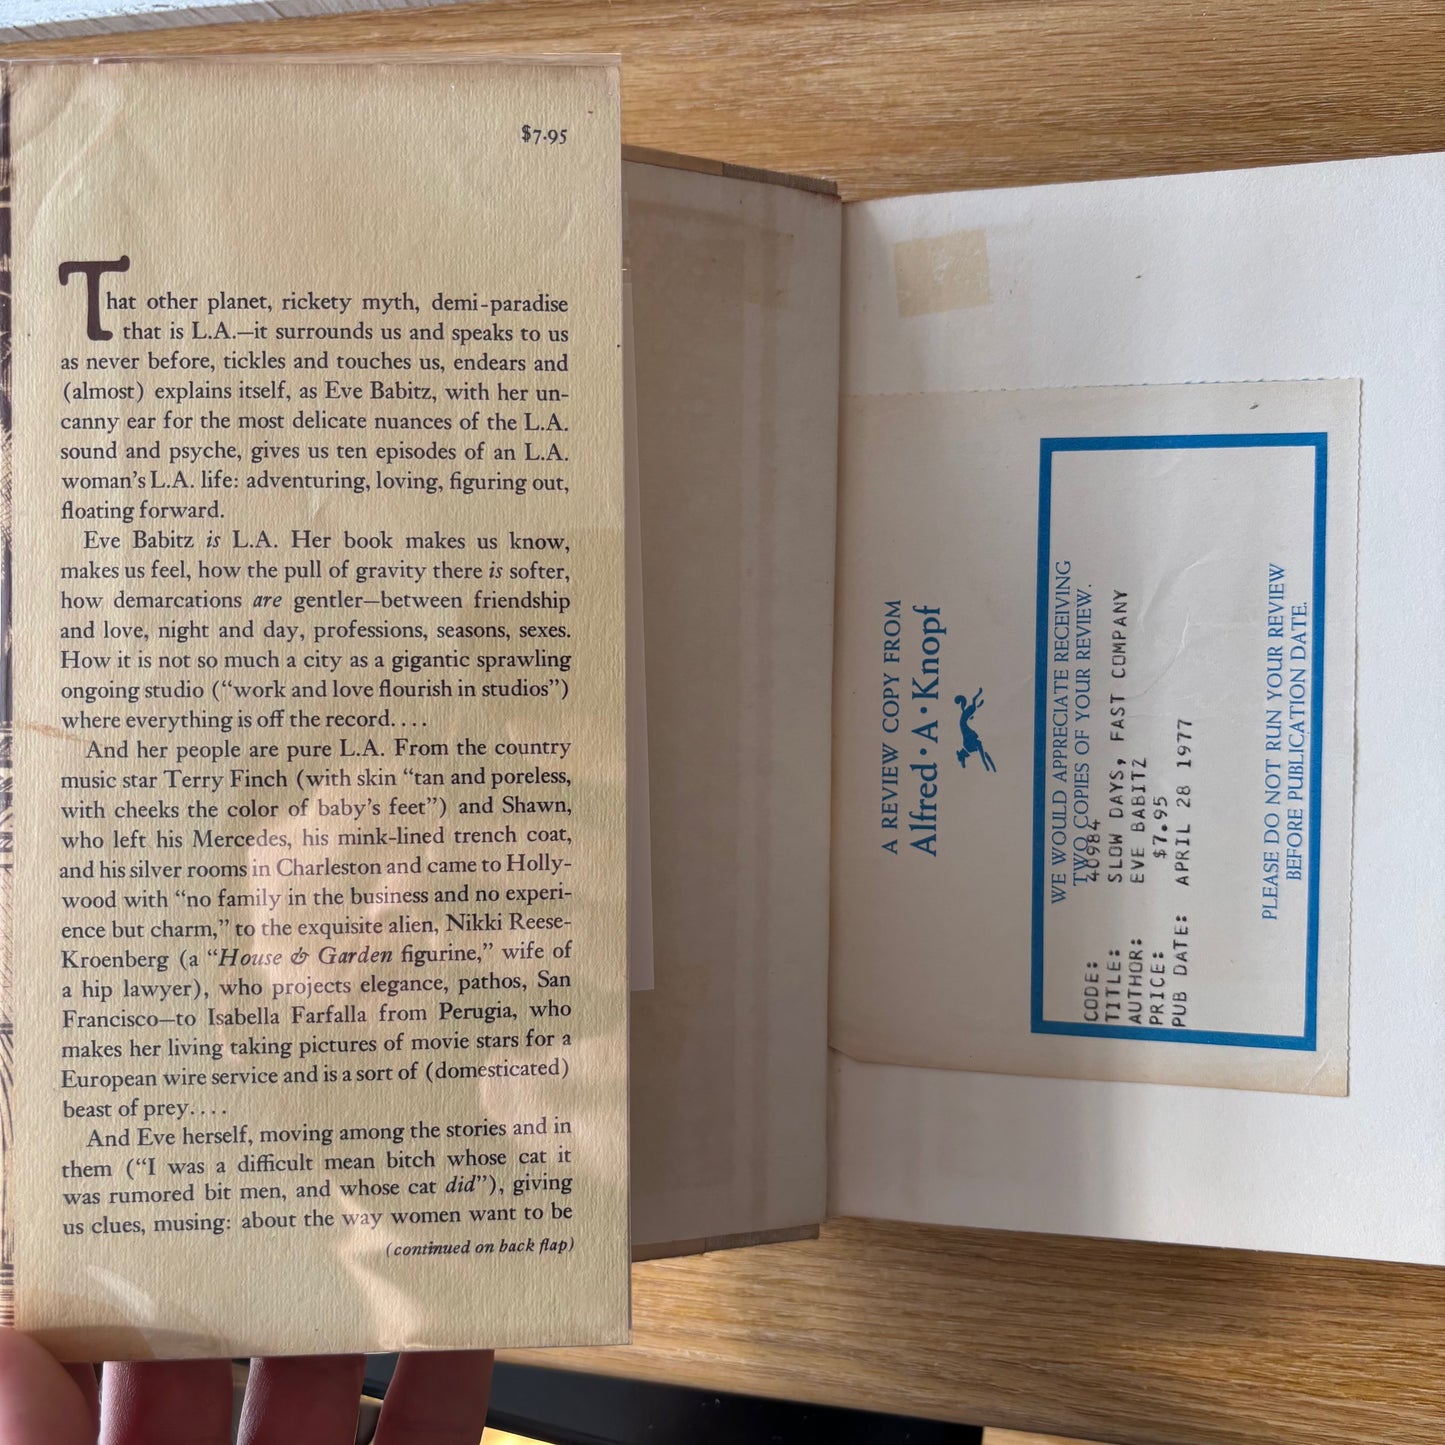 $7.95
That other planet, rickety myth, demi-paradise
that is L.A.—it surrounds us and speaks to us
as never before, tickles and touches us, endears and
(almost) explains itself, as Eve Babitz, with her un-
canny ear for the most delicate nuances of the L.A.
sound and psyche, gives us ten episodes of an L.A.
woman's L.A. life: adventuring, loving, figuring out,
floating forward.
Eve Babitz is L.A. Her book makes us know,
makes us feel, how the pull of gravity there is softer,
how demarcations are gentler—between friendship
and love, night and day, professions, seasons, sexes.
How it is not so much a city as a gigantic sprawling
ongoing studio (“work and love flourish in studios”)
where everything is off the record....
And her people are pure L.A. From the country
music star Terry Finch (with skin “tan and poreless,
with cheeks the color of baby's feet”) and Shawn,
who left his Mercedes, his mink-lined trench coat,
and his silver rooms in Charleston and came to Holly-
wood with “no family in the business and no experi-
ence but charm,” to the exquisite alien, Nikki Reese-
Kroenberg (a “House & Garden figurine,” wife of
a hip lawyer), who projects elegance, pathos, San
Francisco—to Isabella Farfalla from Perugia, who
makes her living taking pictures of movie stars for a
European wire service and is a sort of (domesticated)
beast of prey....
And Eve herself, moving among the stories and in
them (“I was a difficult mean bitch whose cat it
was rumored bit men, and whose cat did”), giving
us clues, musing: about the way women want to be
(continued on back flap)
A REVIEW COPY FROM
Alfred·A·Knopf
WE WOULD APPRECIATE RECEIVING
TWO COPIES OF YOUR REVIEW.
CODE: 40984
TITLE: SLOW DAYS, FAST COMPANY
AUTHOR: EVE BABITZ
PRICE: $7.95
PUB DATE: APRIL 28 1977
PLEASE DO NOT RUN YOUR REVIEW
BEFORE PUBLICATION DATE.